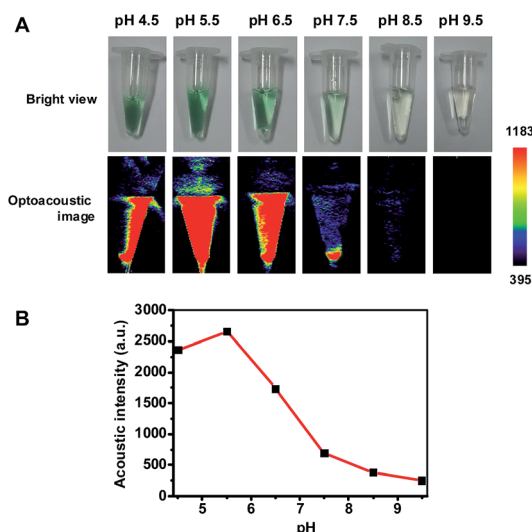 A
pH 4.5 pH 5.5 pH 6.5 pH 7.5 pH 8.5 pH 9.5
Bright view
Optoacoustic
image
1183
395
B
Acoustic intensity (a.u.)
3000
2500
2000
1500
1000
500
0
5 6 7 8 9
pH